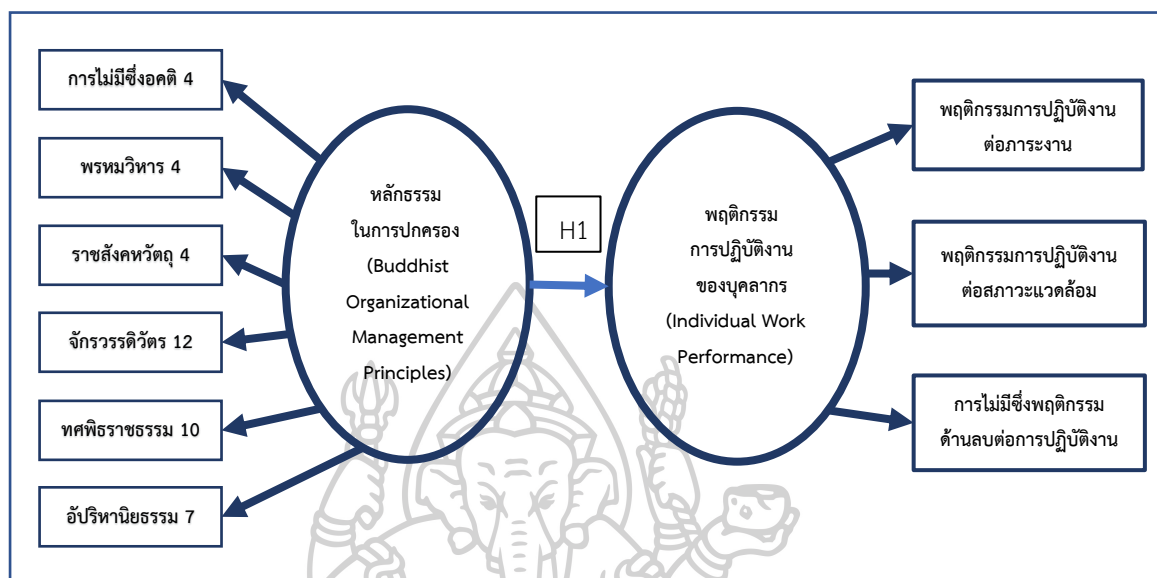 การไม่มีซึ่งอคติ 4
พรหมวิหาร 4
ราชสังคหวัตถุ 4
จักรวรรดิวัตร 12
ทศพิธราชธรรม 10
อัปริหานิยธรรม 7
หลักธรรม
ในการปกครอง
(Buddhist
Organizational
Management
Principles)
H1
พฤติกรรม
การปฏิบัติงาน
ของบุคลากร
(Individual Work
Performance)
พฤติกรรมการปฏิบัติงาน
ต่อภาระงาน
พฤติกรรมการปฏิบัติงาน
ต่อสภาวะแวดล้อม
การไม่มีซึ่งพฤติกรรม
ด้านลบต่อการปฏิบัติงาน